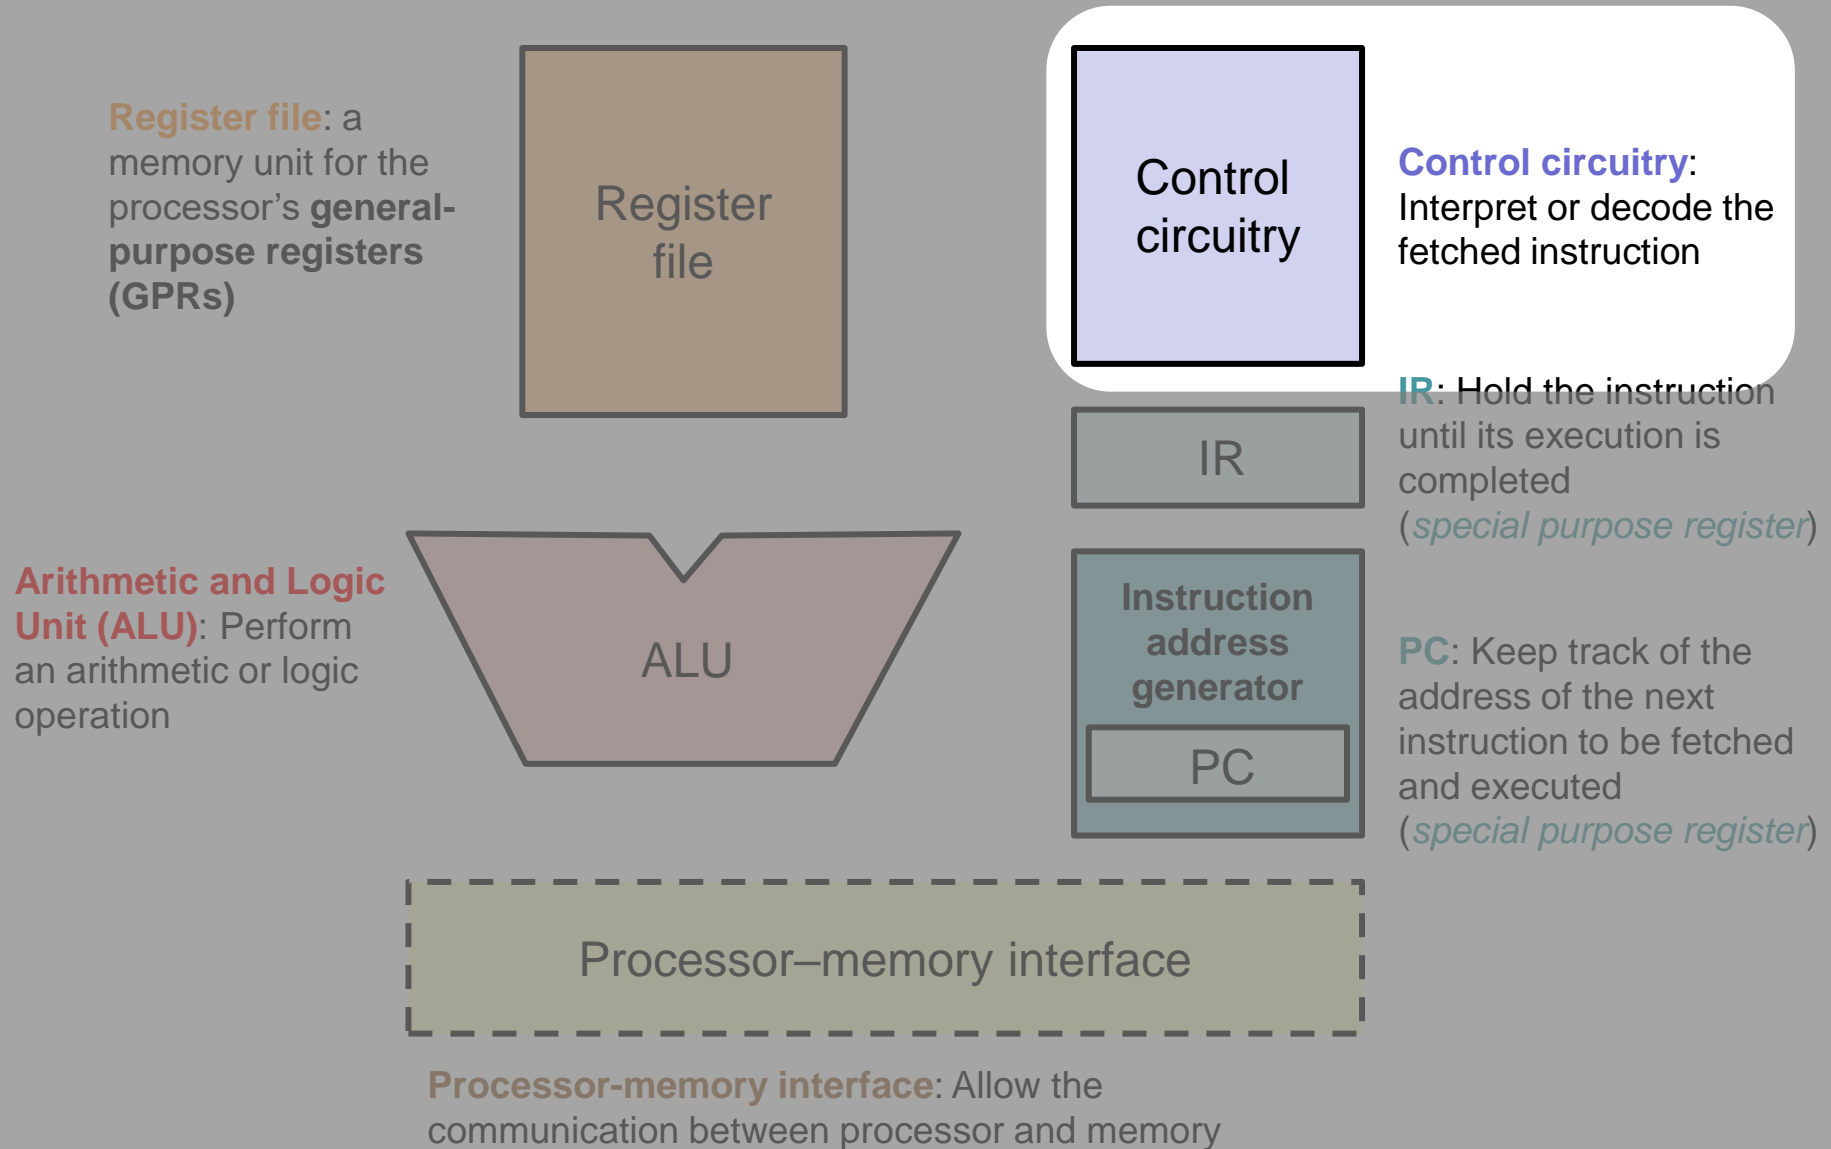 Register file: a
memory unit for the
processor’s general-
purpose registers
(GPRs)
Register
file
Control
circuitry
Control circuitry:
Interpret or decode the
fetched instruction
IR
IR: Hold the instruction
until its execution is
completed
(special purpose register)
Arithmetic and Logic
Unit (ALU): Perform
an arithmetic or logic
operation
ALU
Instruction
address
generator
PC
PC: Keep track of the
address of the next
instruction to be fetched
and executed
(special purpose register)
Processor–memory interface
Processor-memory interface: Allow the
communication between processor and memory